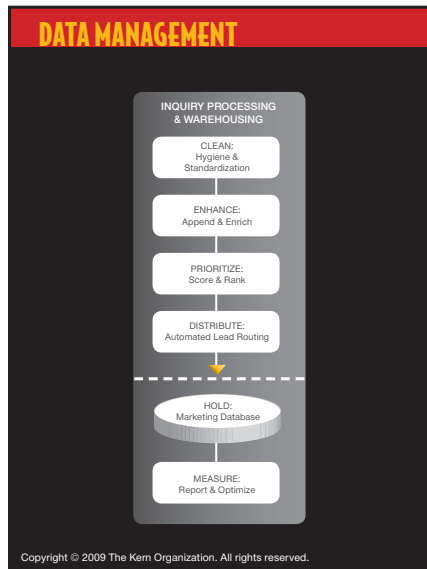 DATA MANAGEMENT
INQUIRY PROCESSING
& WAREHOUSING
CLEAN:
Hygiene &
Standardization
ENHANCE:
Append & Enrich
PRIORITIZE:
Score & Rank
DISTRIBUTE:
Automated Lead Routing
HOLD:
Marketing Database
MEASURE:
Report & Optimize
Copyright © 2009 The Kern Organization. All rights reserved.